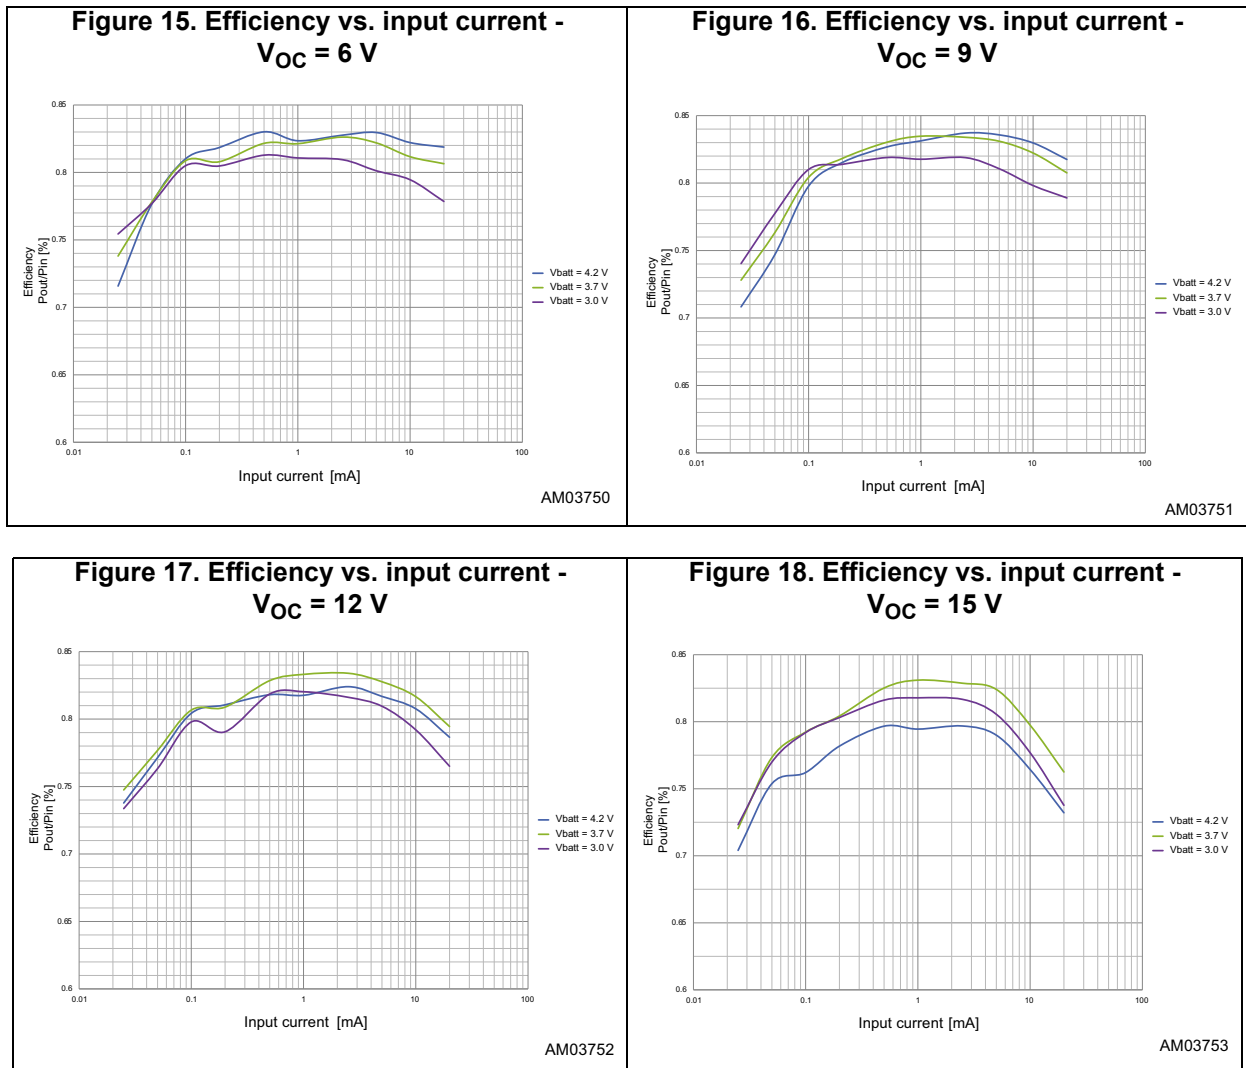 Figure 15. Efficiency vs. input current -
VOC = 6 V
0.85
0.8
0.75
0.7
0.65
0.6
Efficiency
Pout/Pin [%]
0.01
0.1
1
10
100
Input current [mA]
Vbatt = 4.2 V
Vbatt = 3.7 V
Vbatt = 3.0 V
AM03750
Figure 16. Efficiency vs. input current -
VOC = 9 V
0.85
0.8
0.75
0.7
0.65
0.6
Efficiency
Pout/Pin [%]
0.01
0.1
1
10
100
Input current [mA]
Vbatt = 4.2 V
Vbatt = 3.7 V
Vbatt = 3.0 V
AM03751
Figure 17. Efficiency vs. input current -
VOC = 12 V
0.85
0.8
0.75
0.7
0.65
0.6
Efficiency
Pout/Pin [%]
0.01
0.1
1
10
100
Input current [mA]
Vbatt = 4.2 V
Vbatt = 3.7 V
Vbatt = 3.0 V
AM03752
Figure 18. Efficiency vs. input current -
VOC = 15 V
0.85
0.8
0.75
0.7
0.65
0.6
Efficiency
Pout/Pin [%]
0.01
0.1
1
10
100
Input current [mA]
Vbatt = 4.2 V
Vbatt = 3.7 V
Vbatt = 3.0 V
AM03753